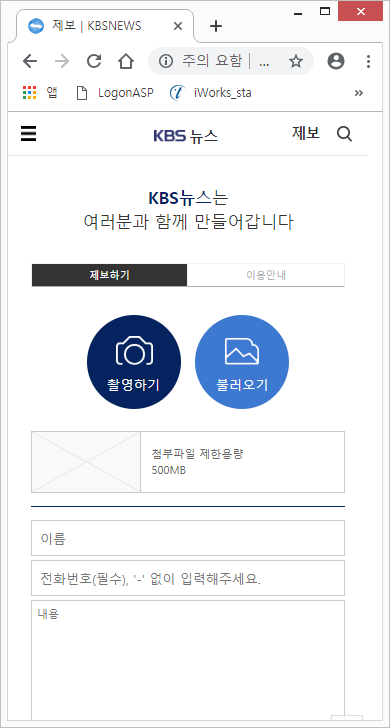 제보 | KBSNEWS
주의 요함 | ...
앱 LogonASP iWorks_sta »
KBS 뉴스 제보
KBS뉴스는
여러분과 함께 만들어갑니다
제보하기 이용안내
촬영하기 불러오기
첨부파일 제한용량
500MB
이름
전화번호(필수), '-' 없이 입력해주세요.
내용